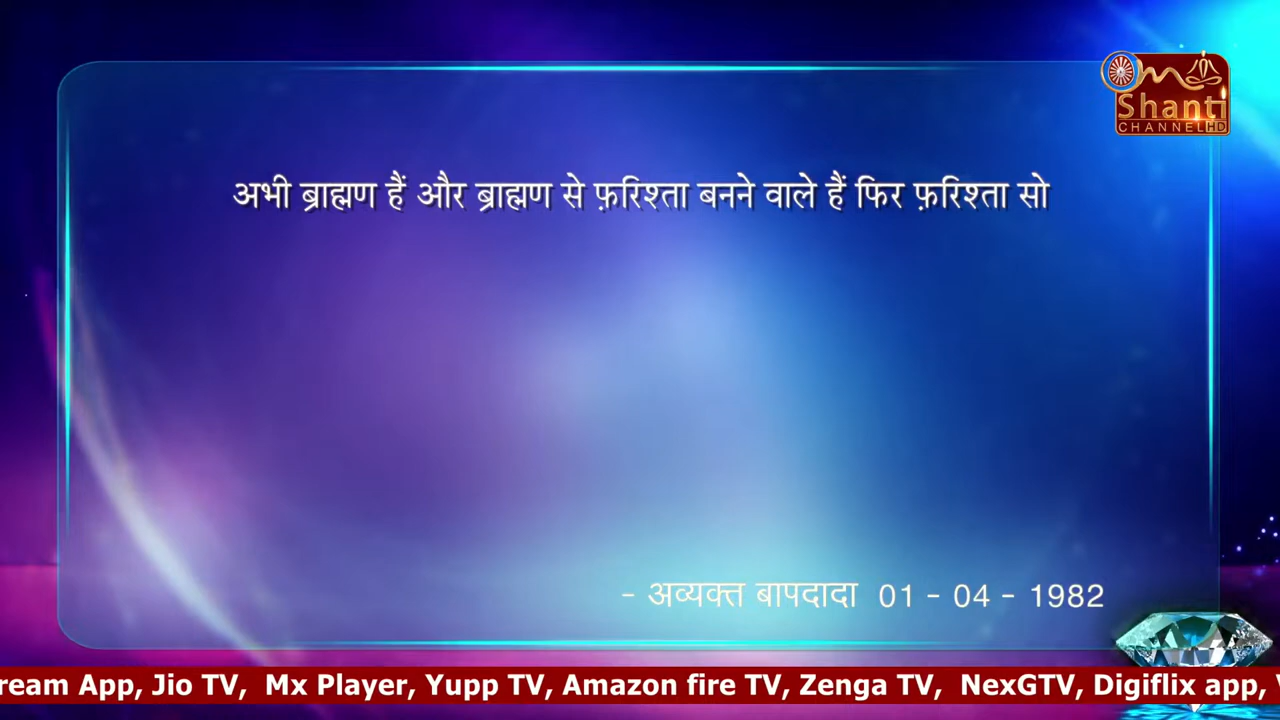 Om
Shanti
CHANNEL HD
अभी ब्राह्मण हैं और ब्राह्मण से फ़रिश्ता बनने वाले हैं फिर फ़रिश्ता सो
- अव्यक्त बापदादा 01 - 04 - 1982
ream App, Jio TV, Mx Player, Yupp TV, Amazon fire TV, Zenga TV, NexGTV, Digiflix app,